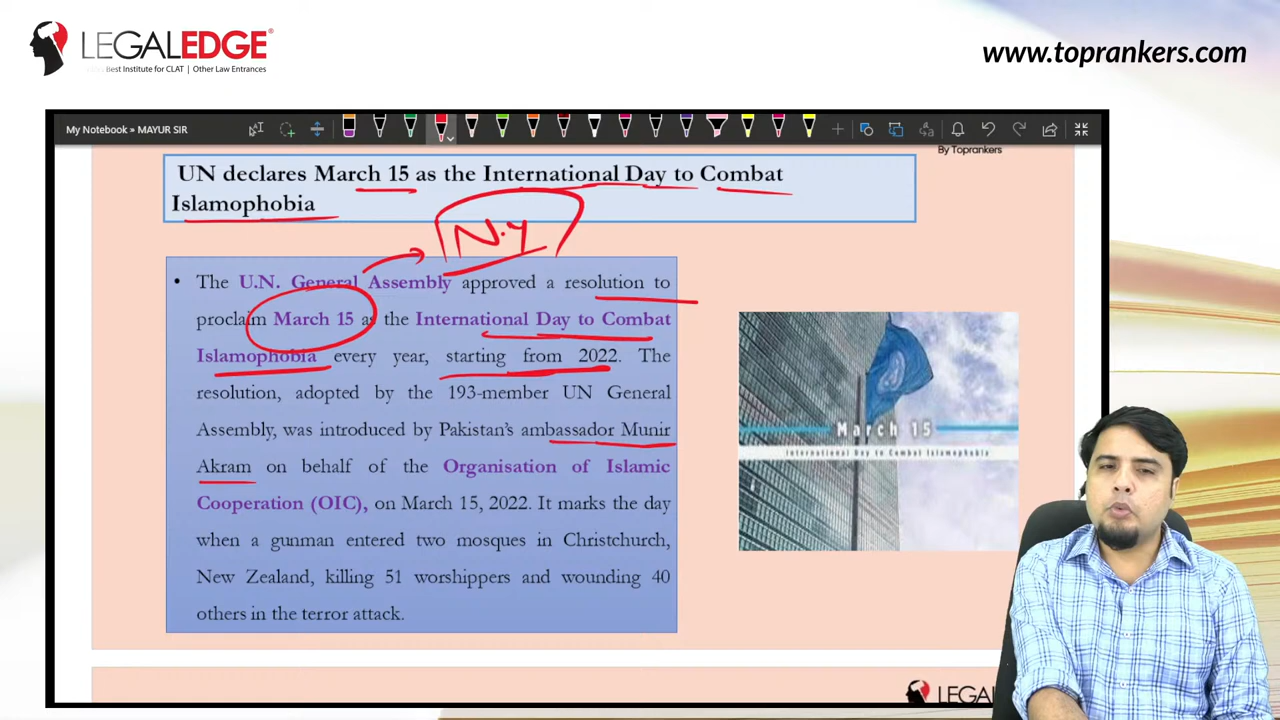 LEGALEDGE
Best Institute for CLAT | Other Law Entrances
www.toprankers.com
My Notebook » MAYUR SIR
By Toprankers
UN declares March 15 as the International Day to Combat
Islamophobia
N.Y
• The U.N. General Assembly approved a resolution to
proclaim March 15 as the International Day to Combat
Islamophobia every year, starting from 2022. The
resolution, adopted by the 193-member UN General
Assembly, was introduced by Pakistan's ambassador Munir
Akram on behalf of the Organisation of Islamic
Cooperation (OIC), on March 15, 2022. It marks the day
when a gunman entered two mosques in Christchurch,
New Zealand, killing 51 worshippers and wounding 40
others in the terror attack.
March 15
International Day to Combat Islamophobia
LEGAL